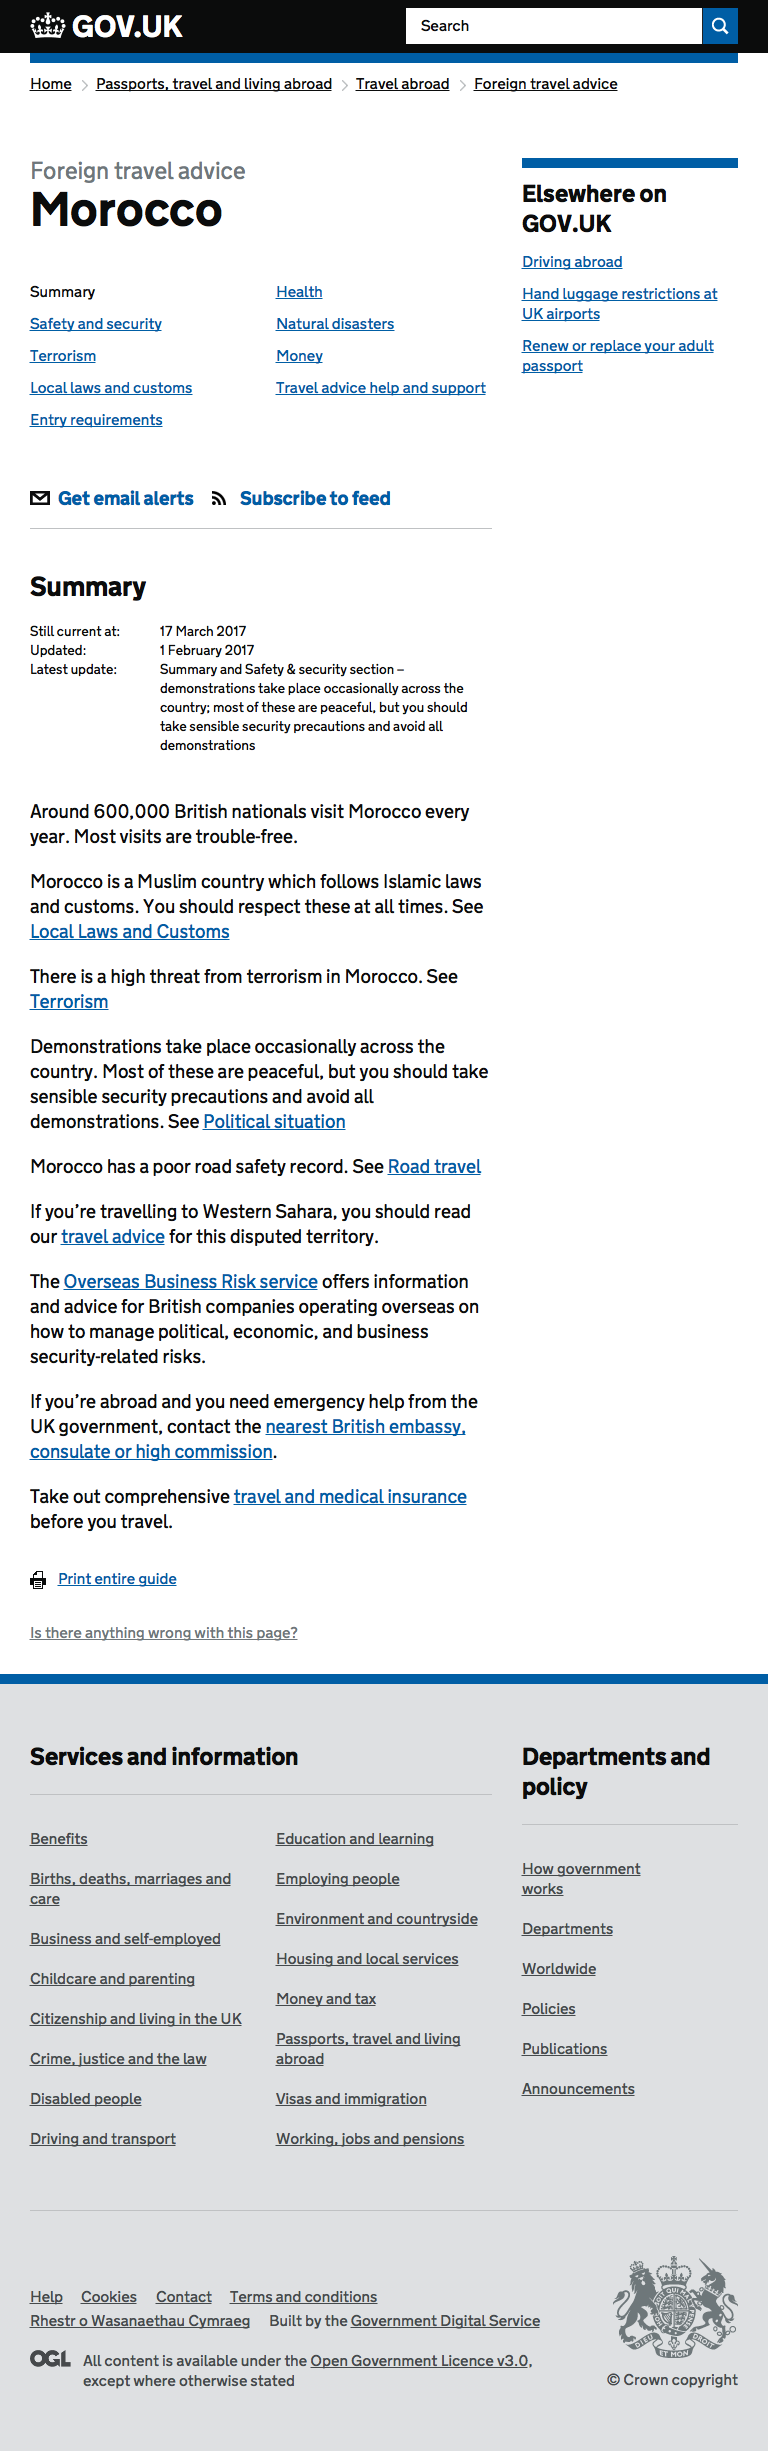 GOV.UK
Search
Home
Passports, travel and living abroad
Travel abroad
Foreign travel advice
Foreign travel advice
Morocco
Summary
Safety and security
Terrorism
Local laws and customs
Entry requirements
Health
Natural disasters
Money
Travel advice help and support
Elsewhere on
GOV.UK
Driving abroad
Hand luggage restrictions at
UK airports
Renew or replace your adult
passport
Get email alerts
Subscribe to feed
Summary
Still current at: 17 March 2017
Updated: 1 February 2017
Latest update: Summary and Safety & security section –
demonstrations take place occasionally across the
country; most of these are peaceful, but you should
take sensible security precautions and avoid all
demonstrations
Around 600,000 British nationals visit Morocco every
year. Most visits are trouble-free.
Morocco is a Muslim country which follows Islamic laws
and customs. You should respect these at all times. See
Local Laws and Customs
There is a high threat from terrorism in Morocco. See
Terrorism
Demonstrations take place occasionally across the
country. Most of these are peaceful, but you should take
sensible security precautions and avoid all
demonstrations. See Political situation
Morocco has a poor road safety record. See Road travel
If you’re travelling to Western Sahara, you should read
our travel advice for this disputed territory.
The Overseas Business Risk service offers information
and advice for British companies operating overseas on
how to manage political, economic, and business
security-related risks.
If you’re abroad and you need emergency help from the
UK government, contact the nearest British embassy,
consulate or high commission.
Take out comprehensive travel and medical insurance
before you travel.
Print entire guide
Is there anything wrong with this page?
Services and information
Benefits
Births, deaths, marriages and
care
Business and self-employed
Childcare and parenting
Citizenship and living in the UK
Crime, justice and the law
Disabled people
Driving and transport
Education and learning
Employing people
Environment and countryside
Housing and local services
Money and tax
Passports, travel and living
abroad
Visas and immigration
Working, jobs and pensions
Departments and
policy
How government
works
Departments
Worldwide
Policies
Publications
Announcements
Help Cookies Contact Terms and conditions
Rhestr o Wasanaethau Cymraeg Built by the Government Digital Service
OGL All content is available under the Open Government Licence v3.0,
except where otherwise stated
DIEU ET MON DROIT
© Crown copyright